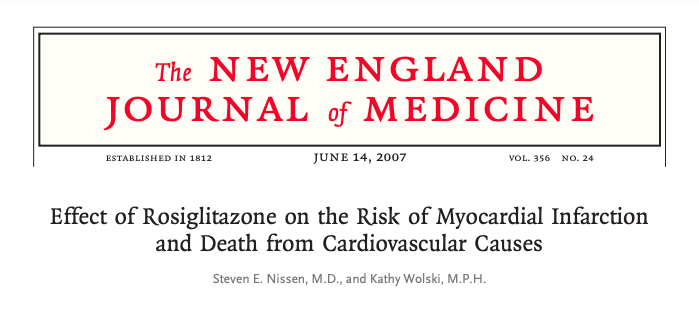 The NEW ENGLAND
JOURNAL of MEDICINE
ESTABLISHED IN 1812 JUNE 14, 2007 VOL. 356 NO. 24
Effect of Rosiglitazone on the Risk of Myocardial Infarction
and Death from Cardiovascular Causes
Steven E. Nissen, M.D., and Kathy Wolski, M.P.H.